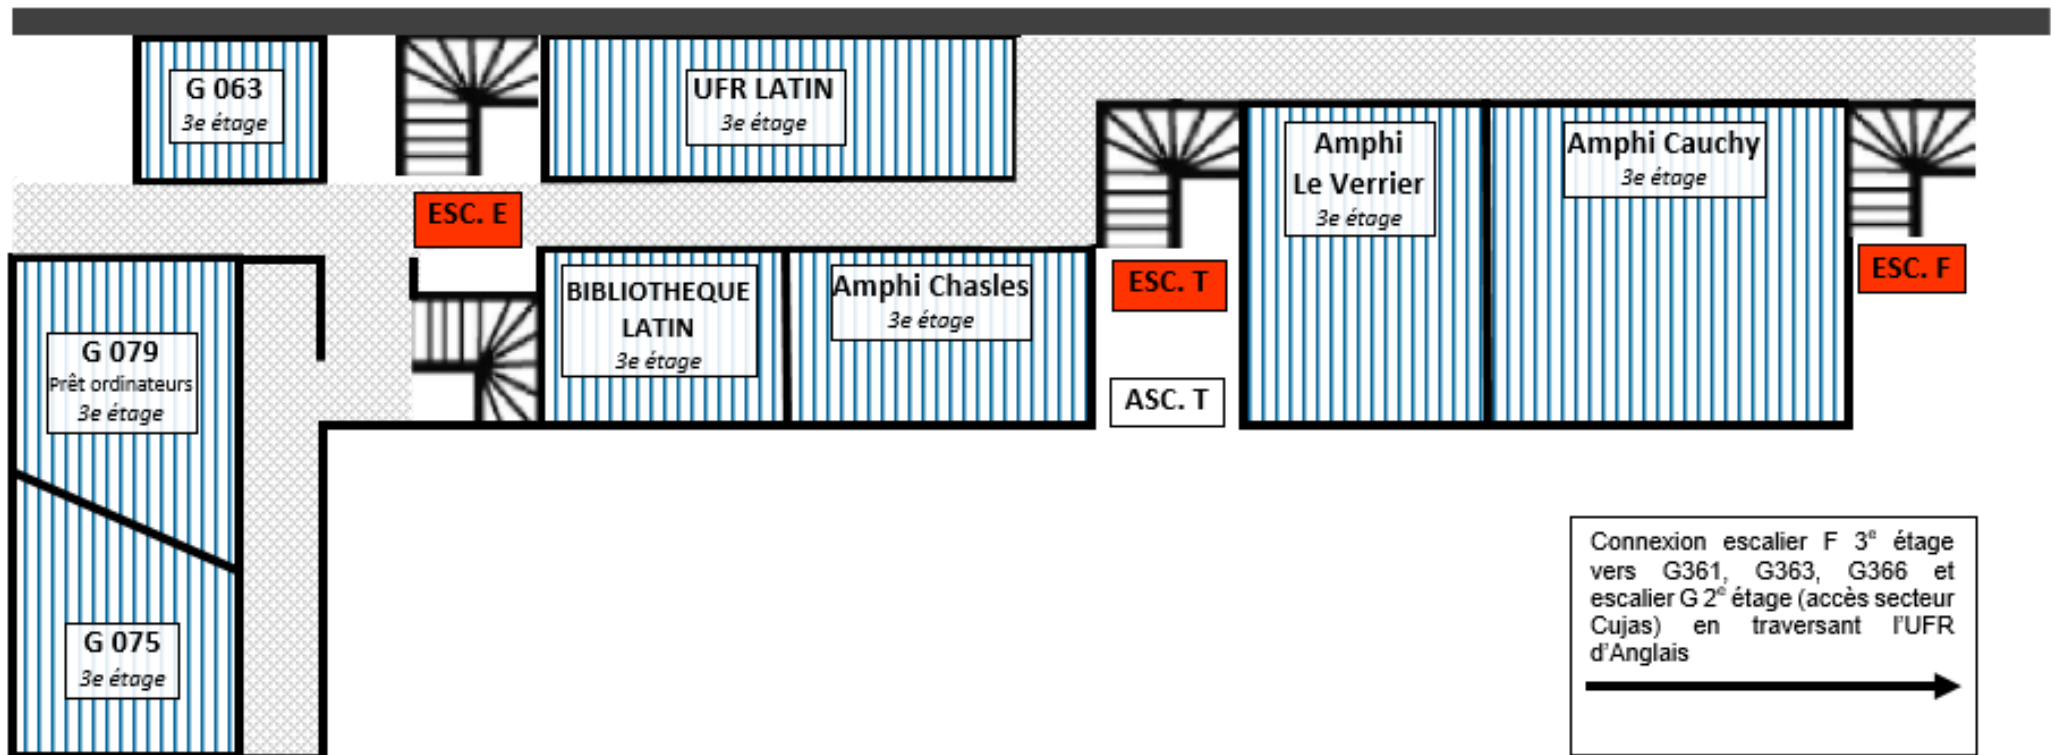 G 063
3e étage
UFR LATIN
3e étage
Amphi
Le Verrier
3e étage
Amphi Cauchy
3e étage
ESC. E
ESC. T
ESC. F
BIBLIOTHEQUE
LATIN
3e étage
Amphi Chasles
3e étage
G 079
Prêt ordinateurs
3e étage
ASC. T
G 075
3e étage
Connexion escalier F 3e étage
vers G361, G363, G366 et
escalier G 2e étage (accès secteur
Cujas) en traversant l'UFR
d'Anglais